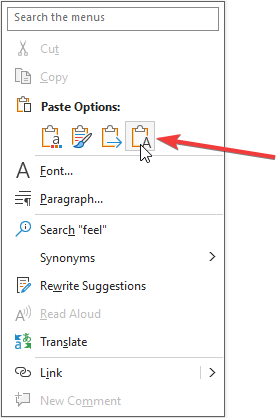 Search the menus
Cut
Copy
Paste Options:
Font...
Paragraph...
Search "feel"
Synonyms
Rewrite Suggestions
Read Aloud
Translate
Link
New Comment